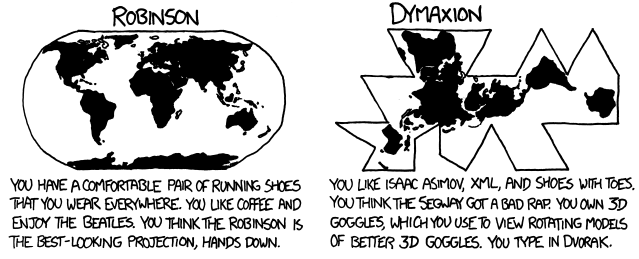 ROBINSON
YOU HAVE A COMFORTABLE PAIR OF RUNNING SHOES
THAT YOU WEAR EVERYWHERE. YOU LIKE COFFEE AND
ENJOY THE BEATLES. YOU THINK THE ROBINSON IS
THE BEST-LOOKING PROJECTION, HANDS DOWN.
DYMAXION
YOU LIKE ISAAC ASIMOV, XML, AND SHOES WITH TOES.
YOU THINK THE SEGWAY GOT A BAD RAP. YOU OWN 3D
GOGGLES, WHICH YOU USE TO VIEW ROTATING MODELS
OF BETTER 3D GOGGLES. YOU TYPE IN DVORAK.